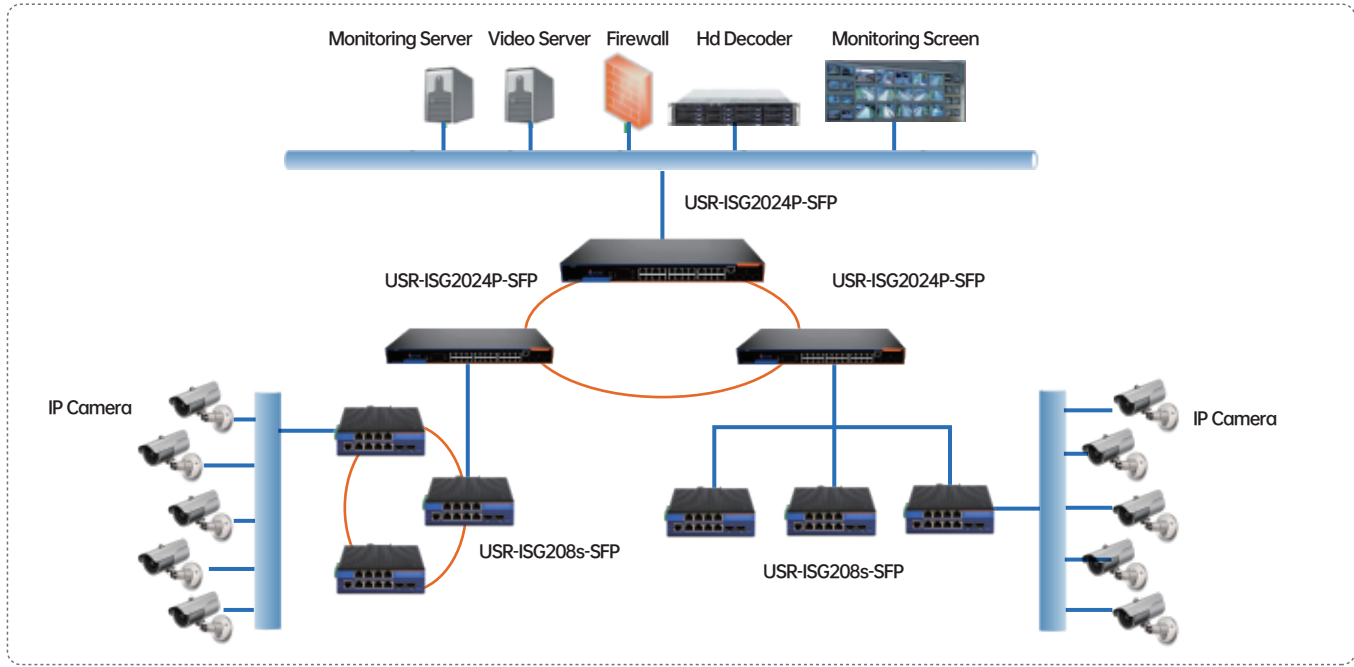 Monitoring Server Video Server Firewall Hd Decoder Monitoring Screen
USR-ISG2024P-SFP
USR-ISG2024P-SFP USR-ISG2024P-SFP
IP Camera IP Camera
USR-ISG208s-SFP
USR-ISG208s-SFP